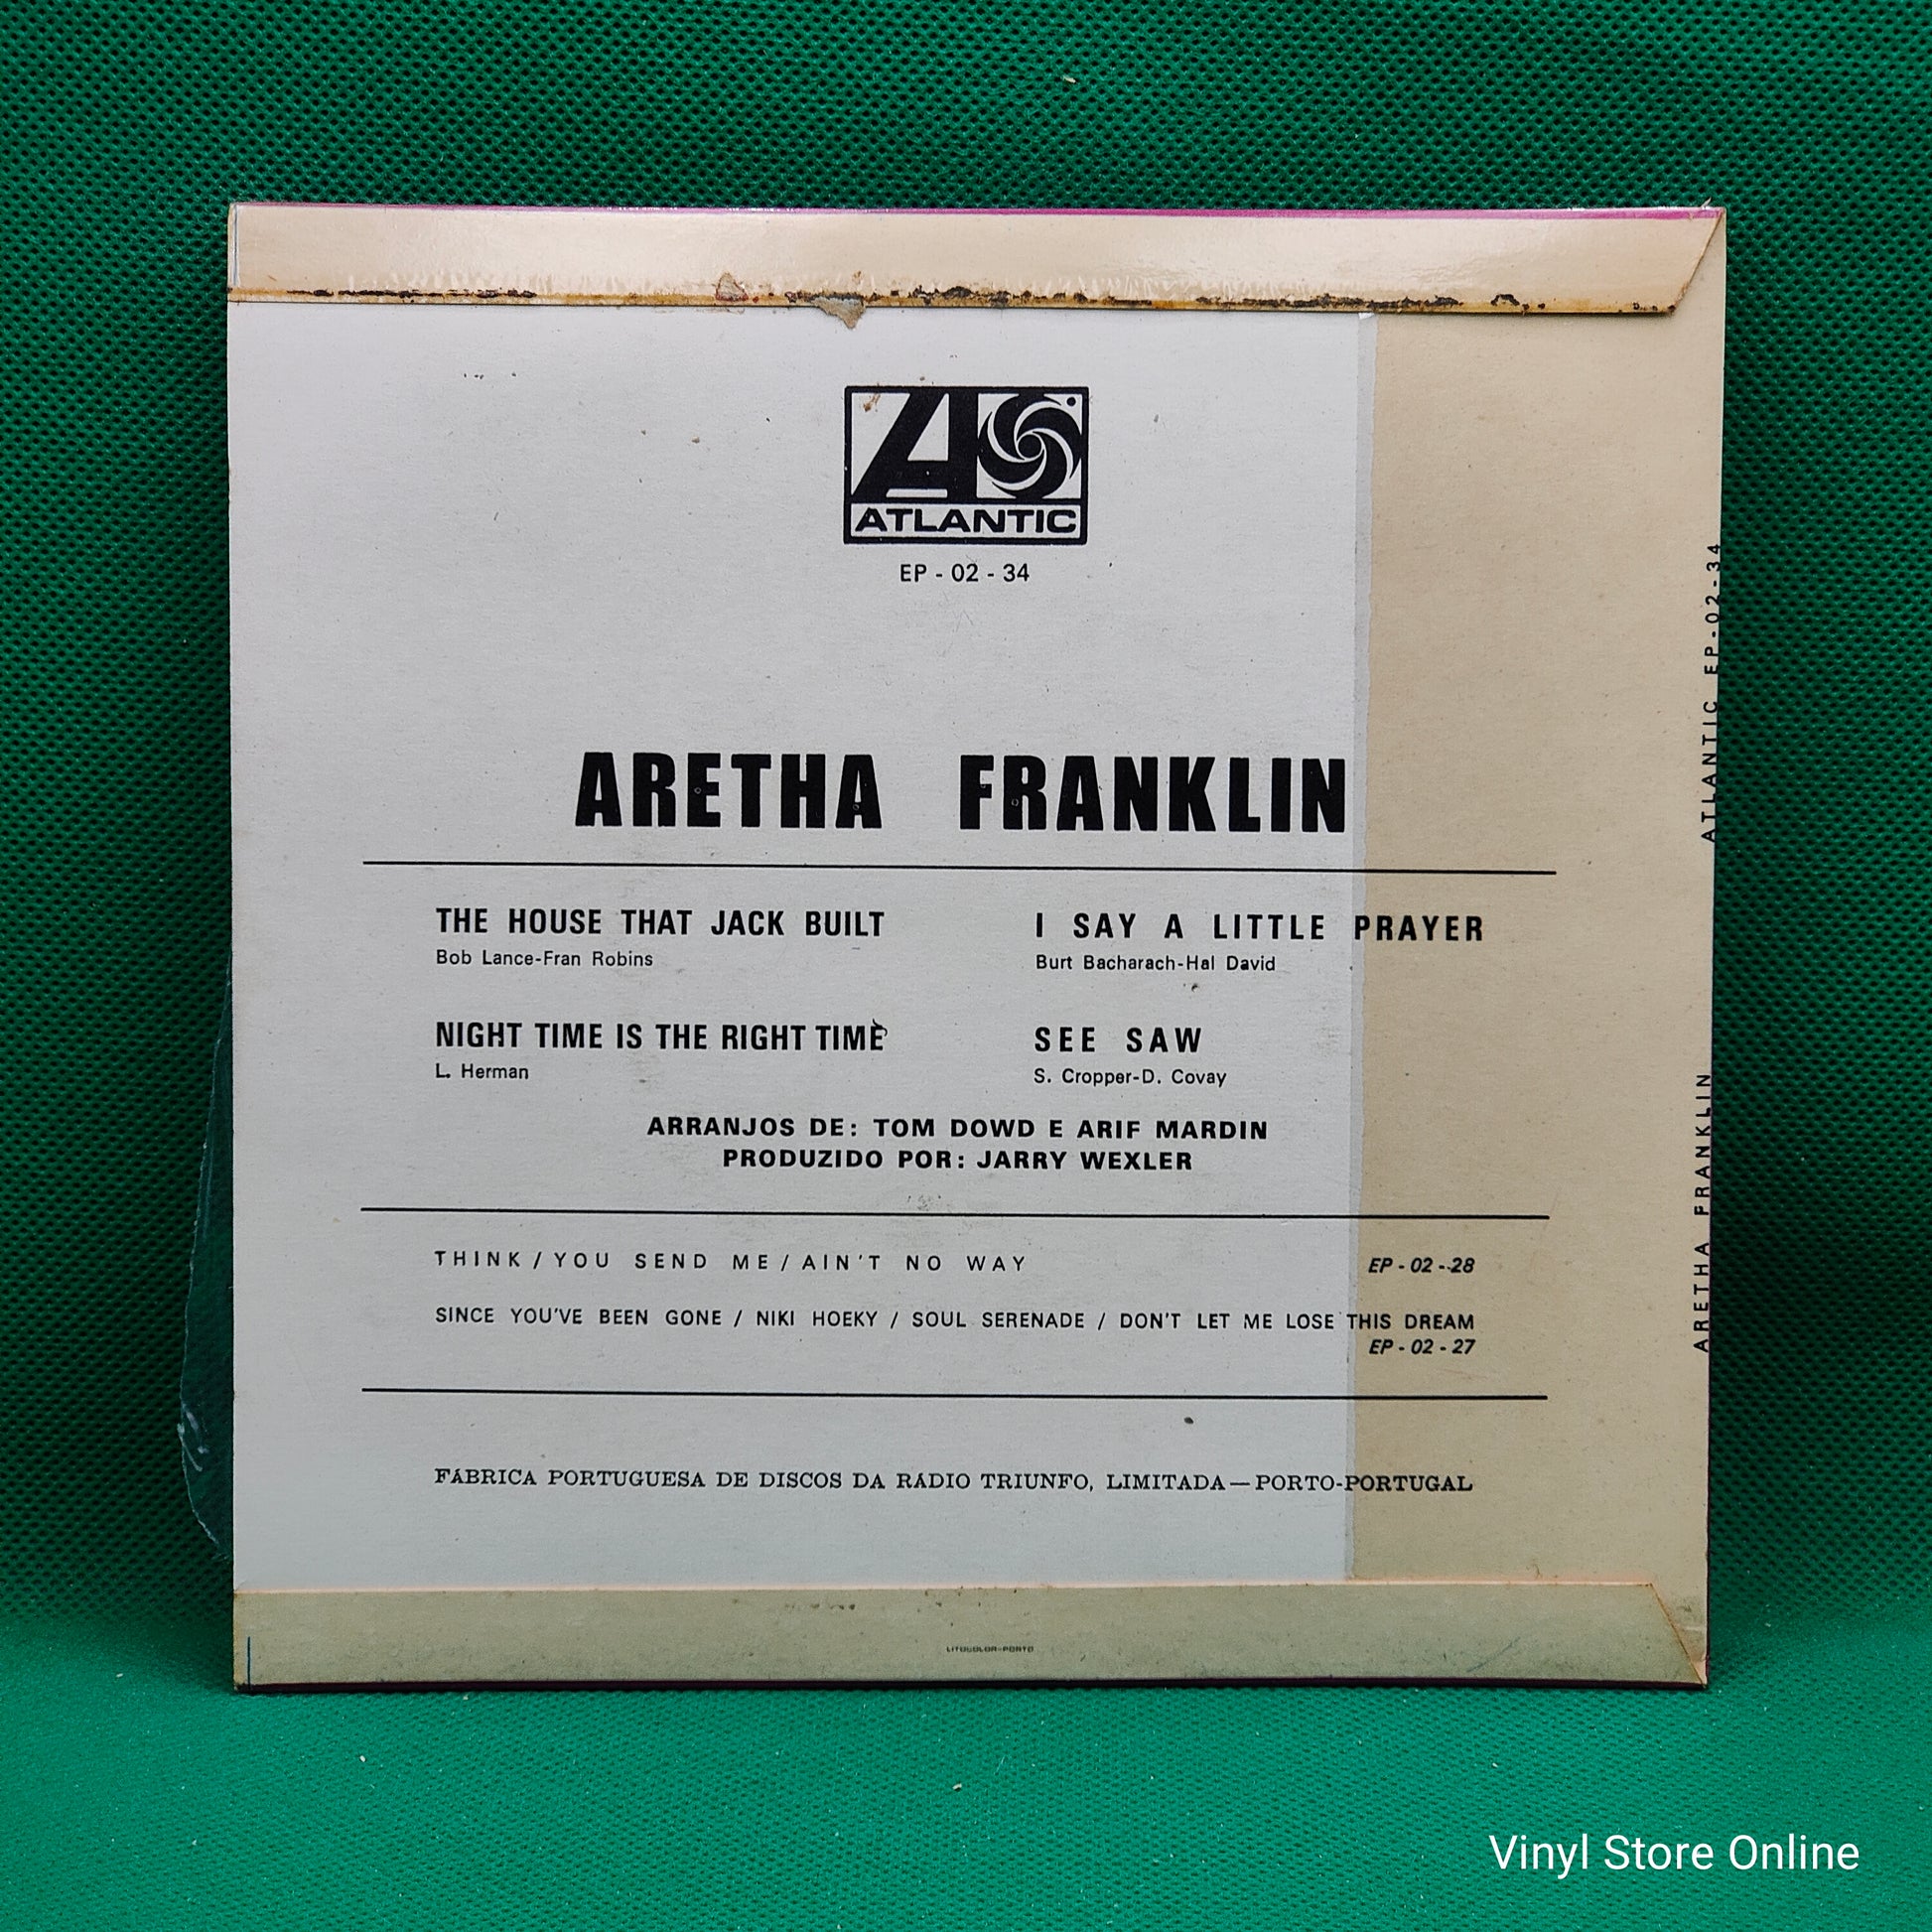 ATLANTIC
EP - 02 - 34
ARETHA FRANKLIN
THE HOUSE THAT JACK BUILT
Bob Lance-Fran Robins
I SAY A LITTLE PRAYER
Burt Bacharach-Hal David
NIGHT TIME IS THE RIGHT TIME
L. Herman
SEE SAW
S. Cropper-D. Covay
ARRANJOS DE: TOM DOWD E ARIF MARDIN
PRODUZIDO POR: JARRY WEXLER
THINK / YOU SEND ME / AIN'T NO WAY EP - 02 - 28
SINCE YOU'VE BEEN GONE / NIKI HOEKY / SOUL SERENADE / DON'T LET ME LOSE THIS DREAM
EP - 02 - 27
FÁBRICA PORTUGUESA DE DISCOS DA RÁDIO TRIUNFO, LIMITADA — PORTO-PORTUGAL
LITOCOLOR-PORTO
ARETHA FRANKLIN ATLANTIC EP-02-34
Vinyl Store Online